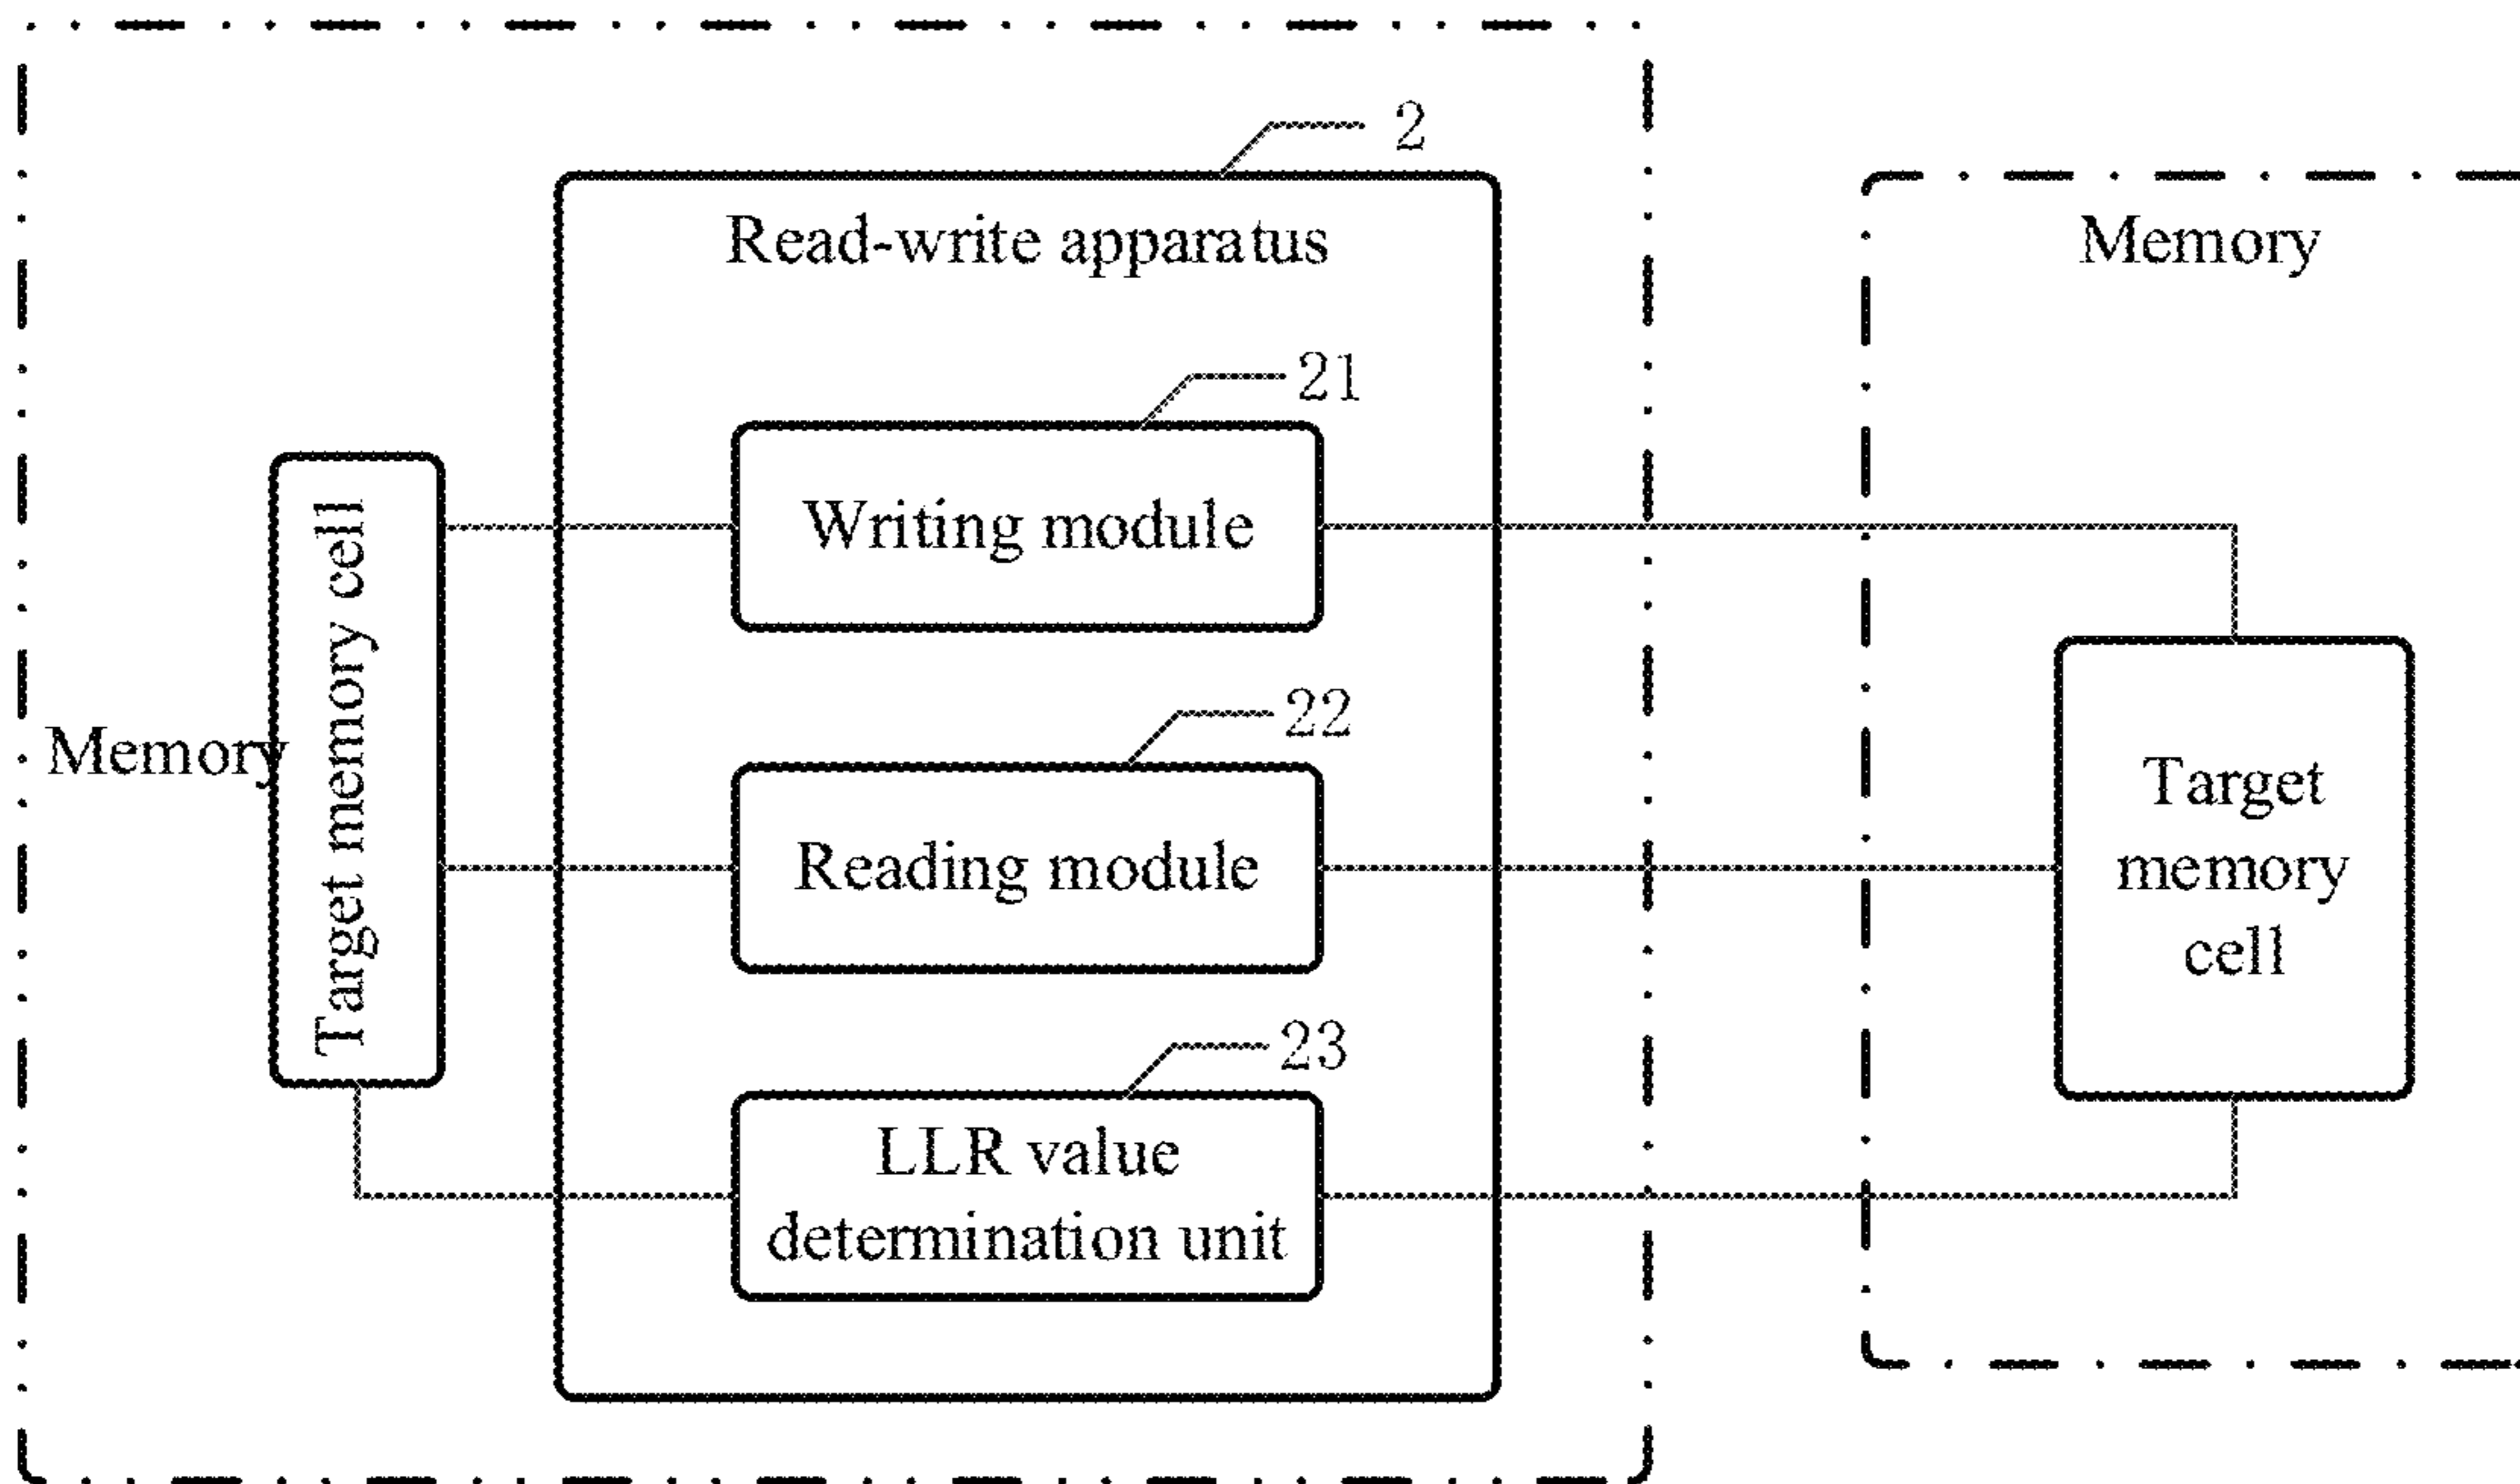 2
Read-write apparatus
Memory
21
Writing module
Target memory cell
22
Memory
Reading module
Target
memory
cell
23
LLR value
determination unit